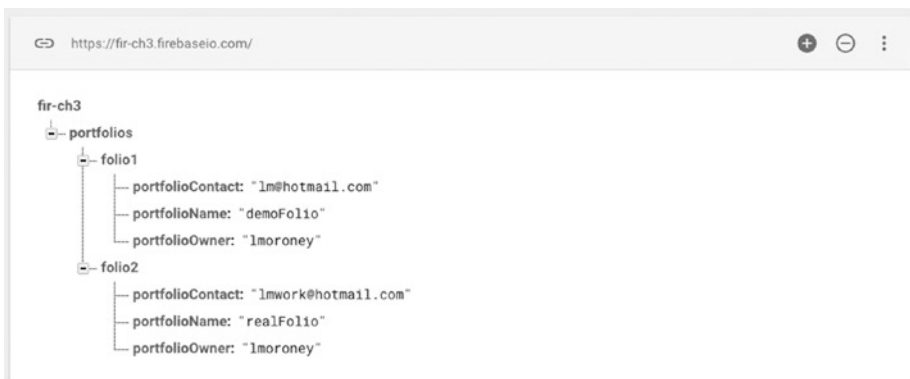 https://fir-ch3.firebaseio.com/
fir-ch3
portfolios
folio1
portfolioContact: "lm@hotmail.com"
portfolioName: "demoFolio"
portfolioOwner: "lmoroney"
folio2
portfolioContact: "lmwork@hotmail.com"
portfolioName: "realFolio"
portfolioOwner: "lmoroney"